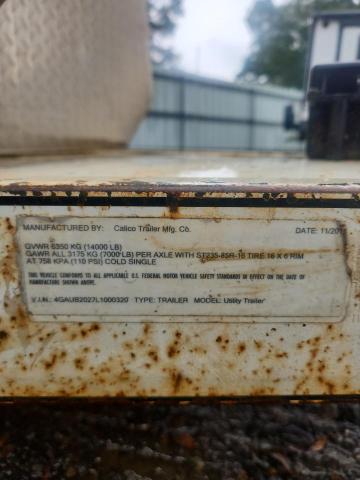 MANUFACTURED BY: Calico Trailer Mfg. Co. DATE: 11/201
GVWR 6350 KG (14000 LB)
GAWR ALL 3175 KG (7000 LB) PER AXLE WITH ST235-85R-16 TIRE 16 X 6 RIM
AT 758 KPA (110 PSI) COLD SINGLE
THIS VEHICLE CONFORMS TO ALL APPLICABLE U.S. FEDERAL MOTOR VEHICLE SAFETY STANDARDS IN EFFECT ON THE DATE OF
MANUFACTURE SHOWN ABOVE.
V.I.N.: 4GAUB2027L1000320 TYPE: TRAILER MODEL: Utility Trailer